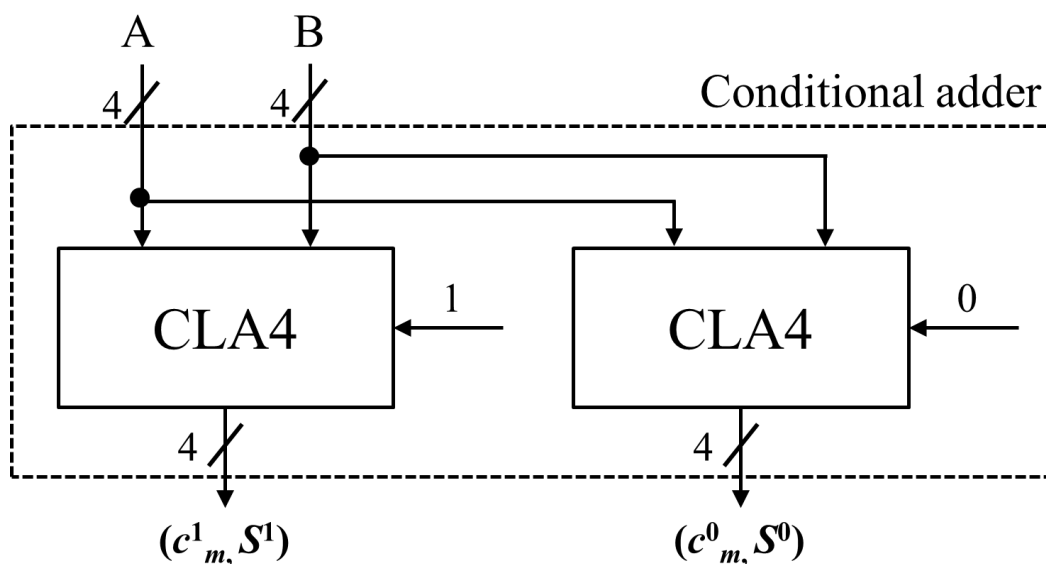 A B
4 4 Conditional adder
CLA4 1 CLA4 0
4 4
(c¹ₘ, S¹) (c⁰ₘ, S⁰)